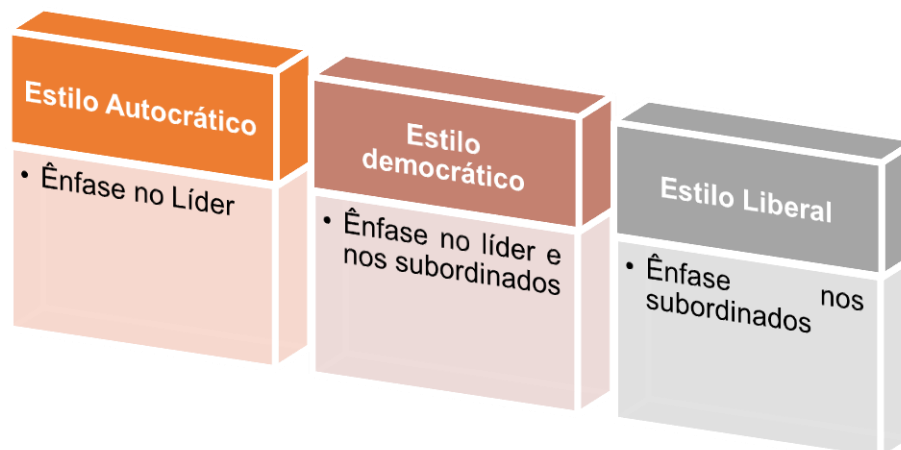 Estilo Autocrático
• Ênfase no Líder
Estilo
democrático
• Ênfase no líder e
nos subordinados
Estilo Liberal
• Ênfase nos
subordinados